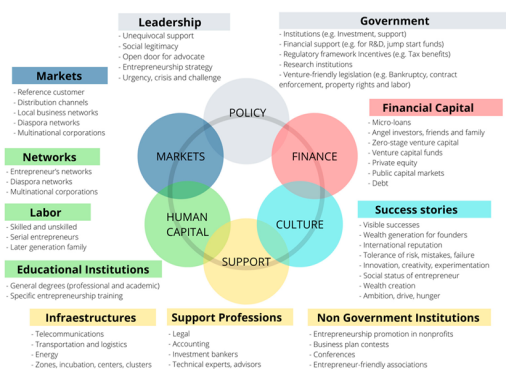 Leadership
- Unequivocal support
- Social legitimacy
- Open door for advocate
- Entrepreneurship strategy
- Urgency, crisis and challenge
Government
- Institutions (e.g. Investment, support)
- Financial support (e.g. for R&D, jump start funds)
- Regulatory framework Incentives (e.g. Tax benefits)
- Research institutions
- Venture-friendly legislation (e.g. Bankruptcy, contract
enforcement, property rights and labor)
Markets
- Reference customer
- Distribution channels
- Local business networks
- Diaspora networks
- Multinational corporations
Networks
- Entrepreneur's networks
- Diaspora networks
- Multinational corporations
Labor
- Skilled and unskilled
- Serial entrepreneurs
- Later generation family
Educational Institutions
- General degrees (professional and academic)
- Specific entrepreneurship training
POLICY
MARKETS
FINANCE
HUMAN
CAPITAL
CULTURE
SUPPORT
Financial Capital
- Micro-loans
- Angel investors, friends and family
- Zero-stage venture capital
- Venture capital funds
- Private equity
- Public capital markets
- Debt
Success stories
- Visible successes
- Wealth generation for founders
- International reputation
- Tolerance of risk, mistakes, failure
- Innovation, creativity, experimentation
- Social status of entrepreneur
- Wealth creation
- Ambition, drive, hunger
Infraestructures
- Telecommunications
- Transportation and logistics
- Energy
- Zones, incubation, centers, clusters
Support Professions
- Legal
- Accounting
- Investment bankers
- Technical experts, advisors
Non Government Institutions
- Entrepreneurship promotion in nonprofits
- Business plan contests
- Conferences
- Entrepreneur-friendly associations